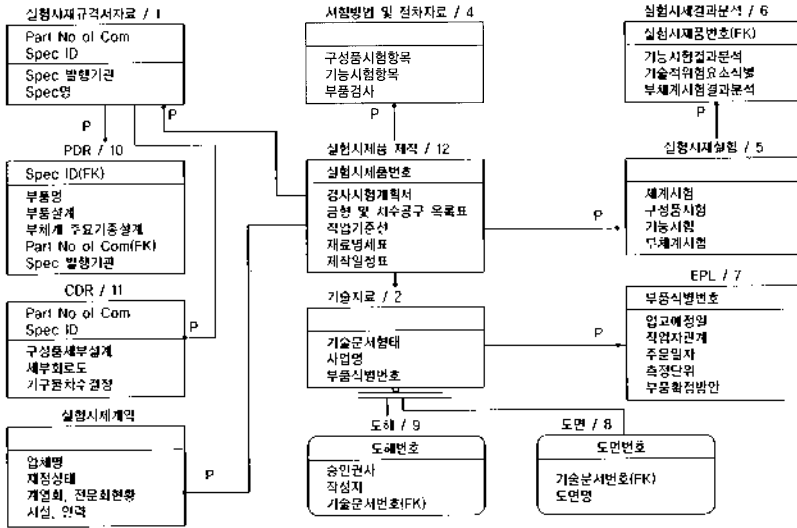 실험시재규격서자료 / 1
Part No of Com
Spec ID
Spec 발행기관
Spec명
P
P
시험방법 및 절차자료 / 4
구성품시험항목
기능시험항목
부품검사
P
실험시제결과분석 / 6
실험시제품번호(FK)
기능시험결과분석
기술적위험요소식별
부체계시험결과분석
P
PDR / 10
Spec ID(FK)
부품명
부품설계
부체계 주요기종설계
Part No of Com(FK)
Spec 발행기관
실험시제품 제작 / 12
실험시제품번호
검사시험계획서
금형 및 치수공구 목록표
작업기준선
재료명세표
제작일정표
P
실험시재실험 / 5
체계시험
구성품시험
기능시험
부체계시험
CDR / 11
Part No of Com
Spec ID
구성품세부설계
세부회로도
기구물치수결정
P
기술자료 / 2
기술문서형태
사업명
부품식별번호
P
EPL / 7
부품식별번호
입고예정일
작업자관계
주문일자
측정단위
부품확정방안
실험시제계약
업체명
재정상태
계열화, 전문화현황
시설, 인력
P
도해 / 9
도해번호
승인권사
작성지
기술문서번호(FK)
도면 / 8
도면번호
기술문서번호(FK)
도면명